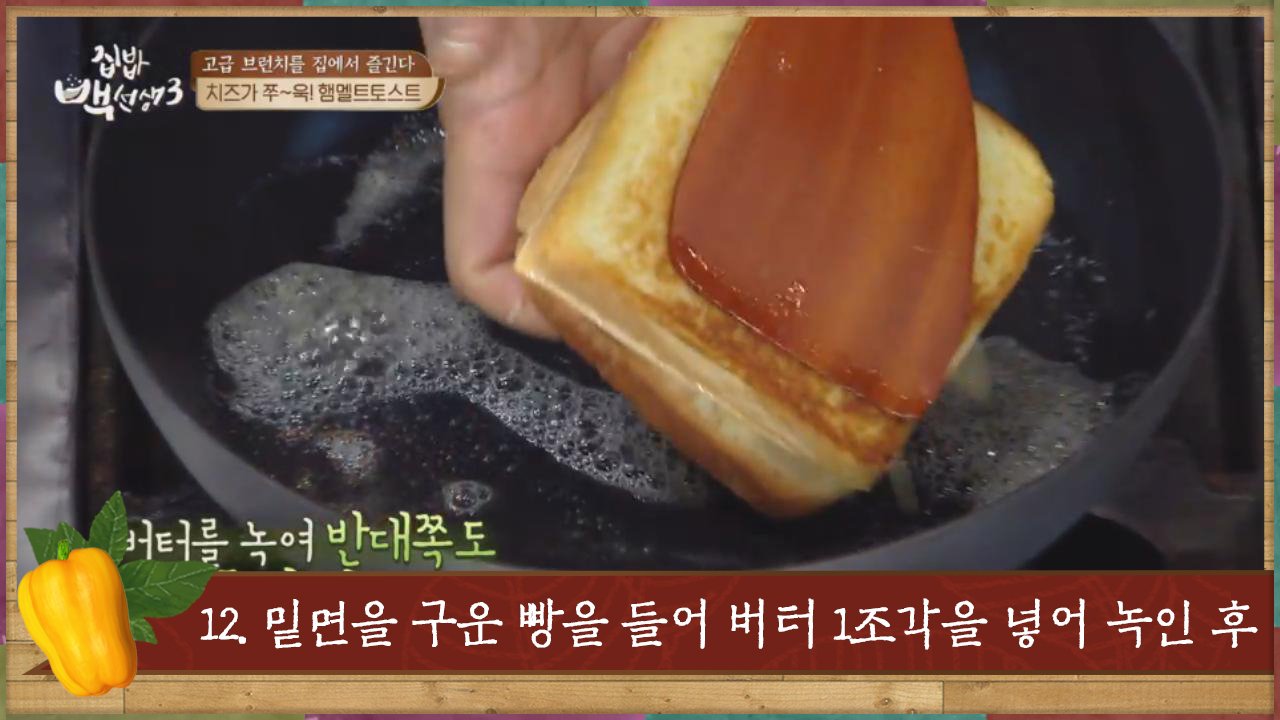 집밥
백선생3
고급 브런치를 집에서 즐긴다
치즈가 쭈~욱! 햄멜트토스트
버터를 녹여 반대쪽도
12. 밑면을 구운 빵을 들어 버터 1조각을 넣어 녹인 후